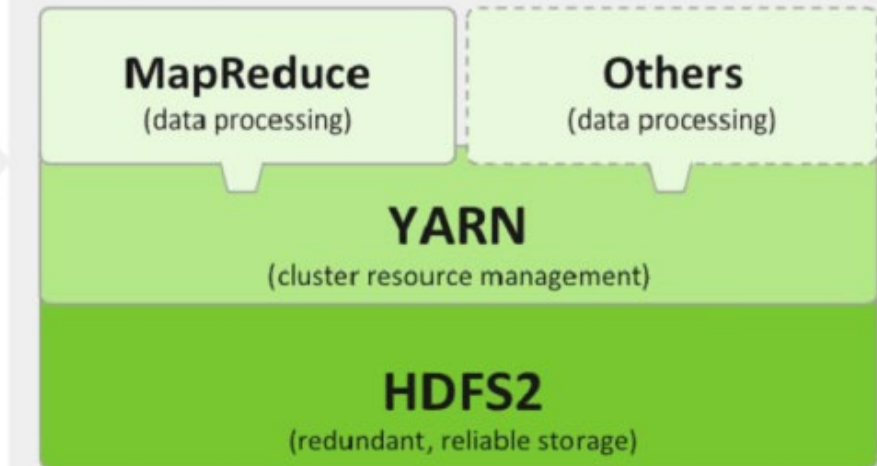 MapReduce
(data processing)
Others
(data processing)
YARN
(cluster resource management)
HDFS2
(redundant, reliable storage)